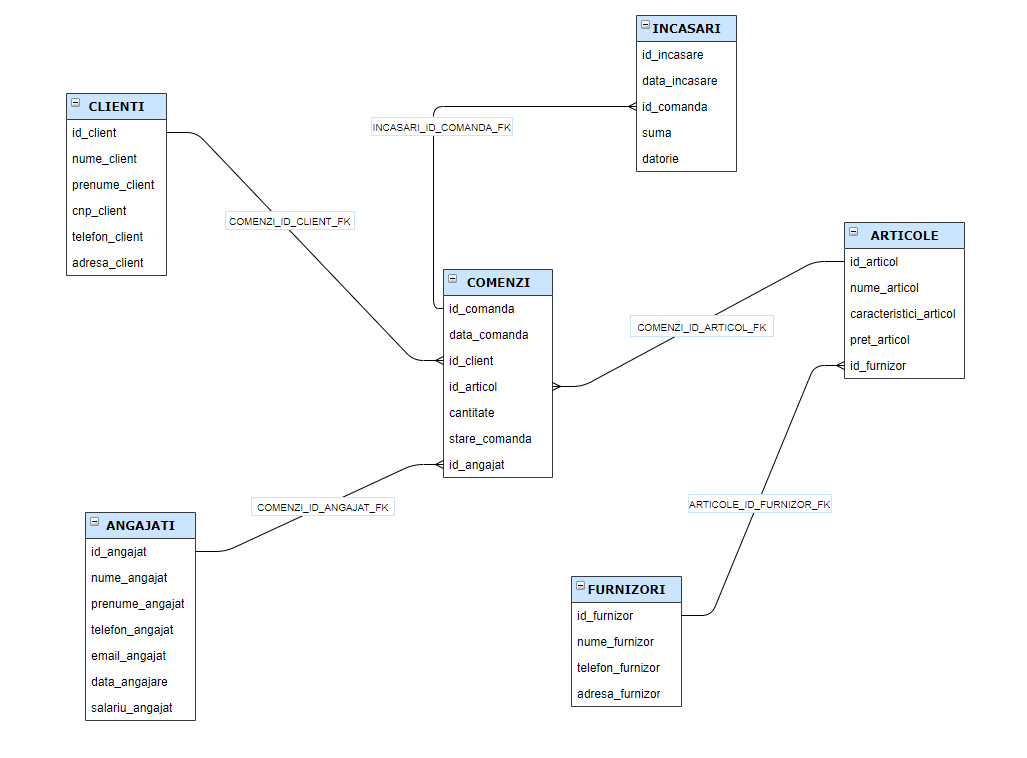 INCASARI
id_incasare
data_incasare
id_comanda
suma
datorie
CLIENTI
id_client
nume_client
prenume_client
cnp_client
telefon_client
adresa_client
INCASARI_ID_COMANDA_FK
COMENZI_ID_CLIENT_FK
ARTICOLE
id_articol
nume_articol
caracteristici_articol
pret_articol
id_furnizor
COMENZI
id_comanda
data_comanda
id_client
id_articol
cantitate
stare_comanda
id_angajat
COMENZI_ID_ARTICOL_FK
COMENZI_ID_ANGAJAT_FK
ARTICOLE_ID_FURNIZOR_FK
ANGAJATI
id_angajat
nume_angajat
prenume_angajat
telefon_angajat
email_angajat
data_angajare
salariu_angajat
FURNIZORI
id_furnizor
nume_furnizor
telefon_furnizor
adresa_furnizor